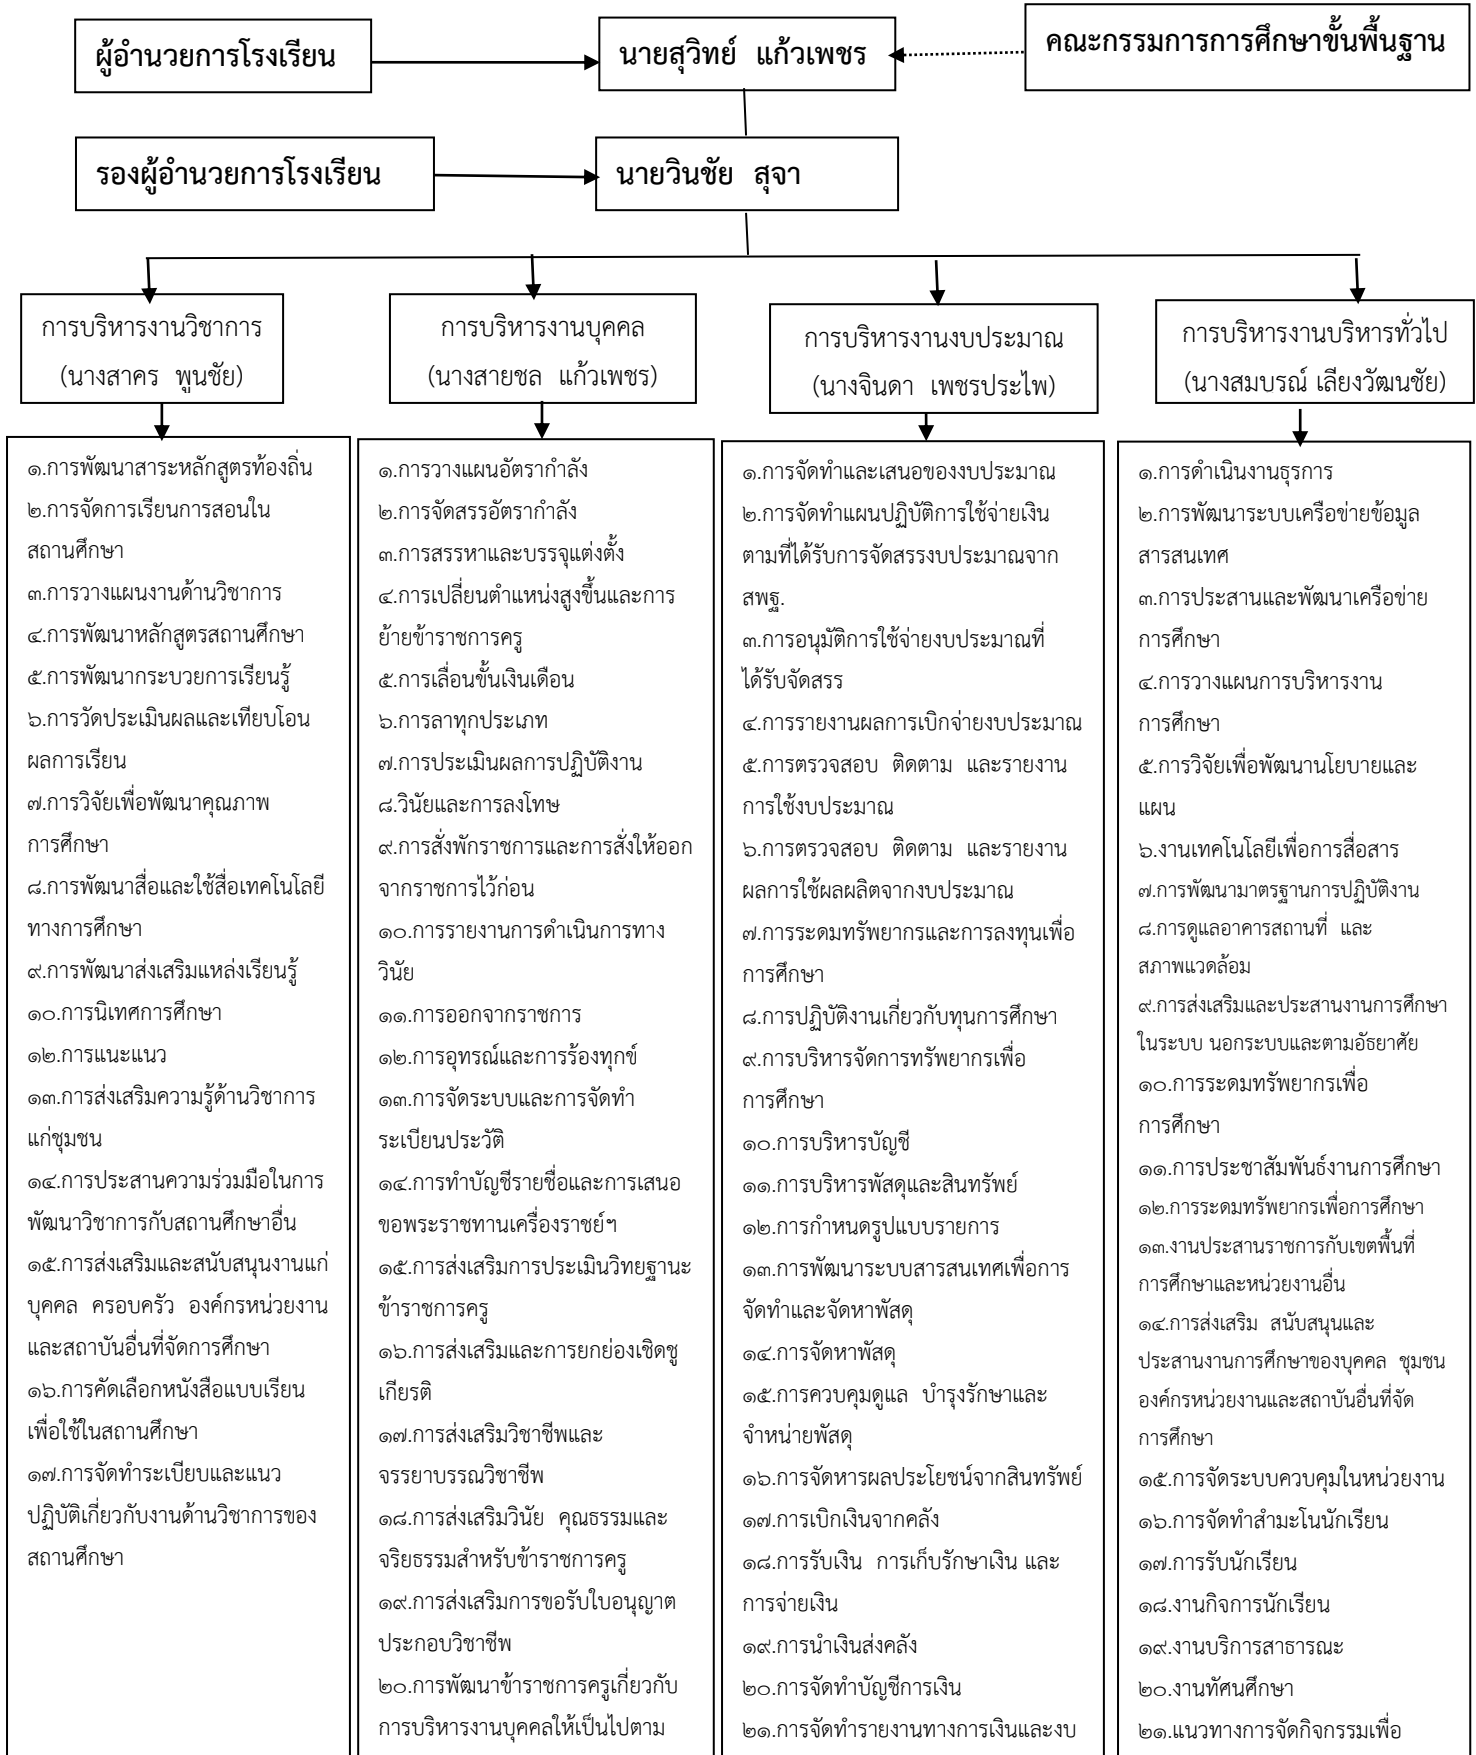 ผู้อำนวยการโรงเรียน
นายสุวิทย์ แก้วเพชร
คณะกรรมการการศึกษาขั้นพื้นฐาน
รองผู้อำนวยการโรงเรียน
นายวินชัย สุจา
การบริหารงานวิชาการ
(นางสาคร พูนชัย)
การบริหารงานบุคคล
(นางสายชล แก้วเพชร)
การบริหารงานงบประมาณ
(นางจินดา เพชรประไพ)
การบริหารงานบริหารทั่วไป
(นางสมบรณ์ เลียงวัฒนชัย)
๑.การพัฒนาสาระหลักสูตรท้องถิ่น
๒.การจัดการเรียนการสอนใน
สถานศึกษา
๓.การวางแผนงานด้านวิชาการ
๔.การพัฒนาหลักสูตรสถานศึกษา
๕.การพัฒนากระบวยการเรียนรู้
๖.การวัดประเมินผลและเทียบโอน
ผลการเรียน
๗.การวิจัยเพื่อพัฒนาคุณภาพ
การศึกษา
๘.การพัฒนาสื่อและใช้สื่อเทคโนโลยี
ทางการศึกษา
๙.การพัฒนาส่งเสริมแหล่งเรียนรู้
๑๐.การนิเทศการศึกษา
๑๒.การแนะแนว
๑๓.การส่งเสริมความรู้ด้านวิชาการ
แก่ชุมชน
๑๔.การประสานความร่วมมือในการ
พัฒนาวิชาการกับสถานศึกษาอื่น
๑๕.การส่งเสริมและสนับสนุนงานแก่
บุคคล ครอบครัว องค์กรหน่วยงาน
และสถาบันอื่นที่จัดการศึกษา
๑๖.การคัดเลือกหนังสือแบบเรียน
เพื่อใช้ในสถานศึกษา
๑๗.การจัดทำระเบียบและแนว
ปฏิบัติเกี่ยวกับงานด้านวิชาการของ
สถานศึกษา
๑.การวางแผนอัตรากำลัง
๒.การจัดสรรอัตรากำลัง
๓.การสรรหาและบรรจุแต่งตั้ง
๔.การเปลี่ยนตำแหน่งสูงขึ้นและการ
ย้ายข้าราชการครู
๕.การเลื่อนขั้นเงินเดือน
๖.การลาทุกประเภท
๗.การประเมินผลการปฏิบัติงาน
๘.วินัยและการลงโทษ
๙.การสั่งพักราชการและการสั่งให้ออก
จากราชการไว้ก่อน
๑๐.การรายงานการดำเนินการทาง
วินัย
๑๑.การออกจากราชการ
๑๒.การอุทรณ์และการร้องทุกข์
๑๓.การจัดระบบและการจัดทำ
ระเบียนประวัติ
๑๔.การทำบัญชีรายชื่อและการเสนอ
ขอพระราชทานเครื่องราชย์ฯ
๑๕.การส่งเสริมการประเมินวิทยฐานะ
ข้าราชการครู
๑๖.การส่งเสริมและการยกย่องเชิดชู
เกียรติ
๑๗.การส่งเสริมวิชาชีพและ
จรรยาบรรณวิชาชีพ
๑๘.การส่งเสริมวินัย คุณธรรมและ
จริยธรรมสำหรับข้าราชการครู
๑๙.การส่งเสริมการขอรับใบอนุญาต
ประกอบวิชาชีพ
๒๐.การพัฒนาข้าราชการครูเกี่ยวกับ
การบริหารงานบุคคลให้เป็นไปตาม
๑.การจัดทำและเสนอของบประมาณ
๒.การจัดทำแผนปฏิบัติการใช้จ่ายเงิน
ตามที่ได้รับการจัดสรรงบประมาณจาก
สพฐ.
๓.การอนุมัติการใช้จ่ายงบประมาณที่
ได้รับจัดสรร
๔.การรายงานผลการเบิกจ่ายงบประมาณ
๕.การตรวจสอบ ติดตาม และรายงาน
การใช้งบประมาณ
๖.การตรวจสอบ ติดตาม และรายงาน
ผลการใช้ผลผลิตจากงบประมาณ
๗.การระดมทรัพยากรและการลงทุนเพื่อ
การศึกษา
๘.การปฏิบัติงานเกี่ยวกับทุนการศึกษา
๙.การบริหารจัดการทรัพยากรเพื่อ
การศึกษา
๑๐.การบริหารบัญชี
๑๑.การบริหารพัสดุและสินทรัพย์
๑๒.การกำหนดรูปแบบรายการ
๑๓.การพัฒนาระบบสารสนเทศเพื่อการ
จัดทำและจัดหาพัสดุ
๑๔.การจัดหาพัสดุ
๑๕.การควบคุมดูแล บำรุงรักษาและ
จำหน่ายพัสดุ
๑๖.การจัดหารผลประโยชน์จากสินทรัพย์
๑๗.การเบิกเงินจากคลัง
๑๘.การรับเงิน การเก็บรักษาเงิน และ
การจ่ายเงิน
๑๙.การนำเงินส่งคลัง
๒๐.การจัดทำบัญชีการเงิน
๒๑.การจัดทำรายงานทางการเงินและงบ
๑.การดำเนินงานธุรการ
๒.การพัฒนาระบบเครือข่ายข้อมูล
สารสนเทศ
๓.การประสานและพัฒนาเครือข่าย
การศึกษา
๔.การวางแผนการบริหารงาน
การศึกษา
๕.การวิจัยเพื่อพัฒนานโยบายและ
แผน
๖.งานเทคโนโลยีเพื่อการสื่อสาร
๗.การพัฒนามาตรฐานการปฏิบัติงาน
๘.การดูแลอาคารสถานที่ และ
สภาพแวดล้อม
๙.การส่งเสริมและประสานงานการศึกษา
ในระบบ นอกระบบและตามอัธยาศัย
๑๐.การระดมทรัพยากรเพื่อ
การศึกษา
๑๑.การประชาสัมพันธ์งานการศึกษา
๑๒.การระดมทรัพยากรเพื่อการศึกษา
๑๓.งานประสานราชการกับเขตพื้นที่
การศึกษาและหน่วยงานอื่น
๑๔.การส่งเสริม สนับสนุนและ
ประสานงานการศึกษาของบุคคล ชุมชน
องค์กรหน่วยงานและสถาบันอื่นที่จัด
การศึกษา
๑๕.การจัดระบบควบคุมในหน่วยงาน
๑๖.การจัดทำสำมะโนนักเรียน
๑๗.การรับนักเรียน
๑๘.งานกิจการนักเรียน
๑๙.งานบริการสาธารณะ
๒๐.งานทัศนศึกษา
๒๑.แนวทางการจัดกิจกรรมเพื่อ